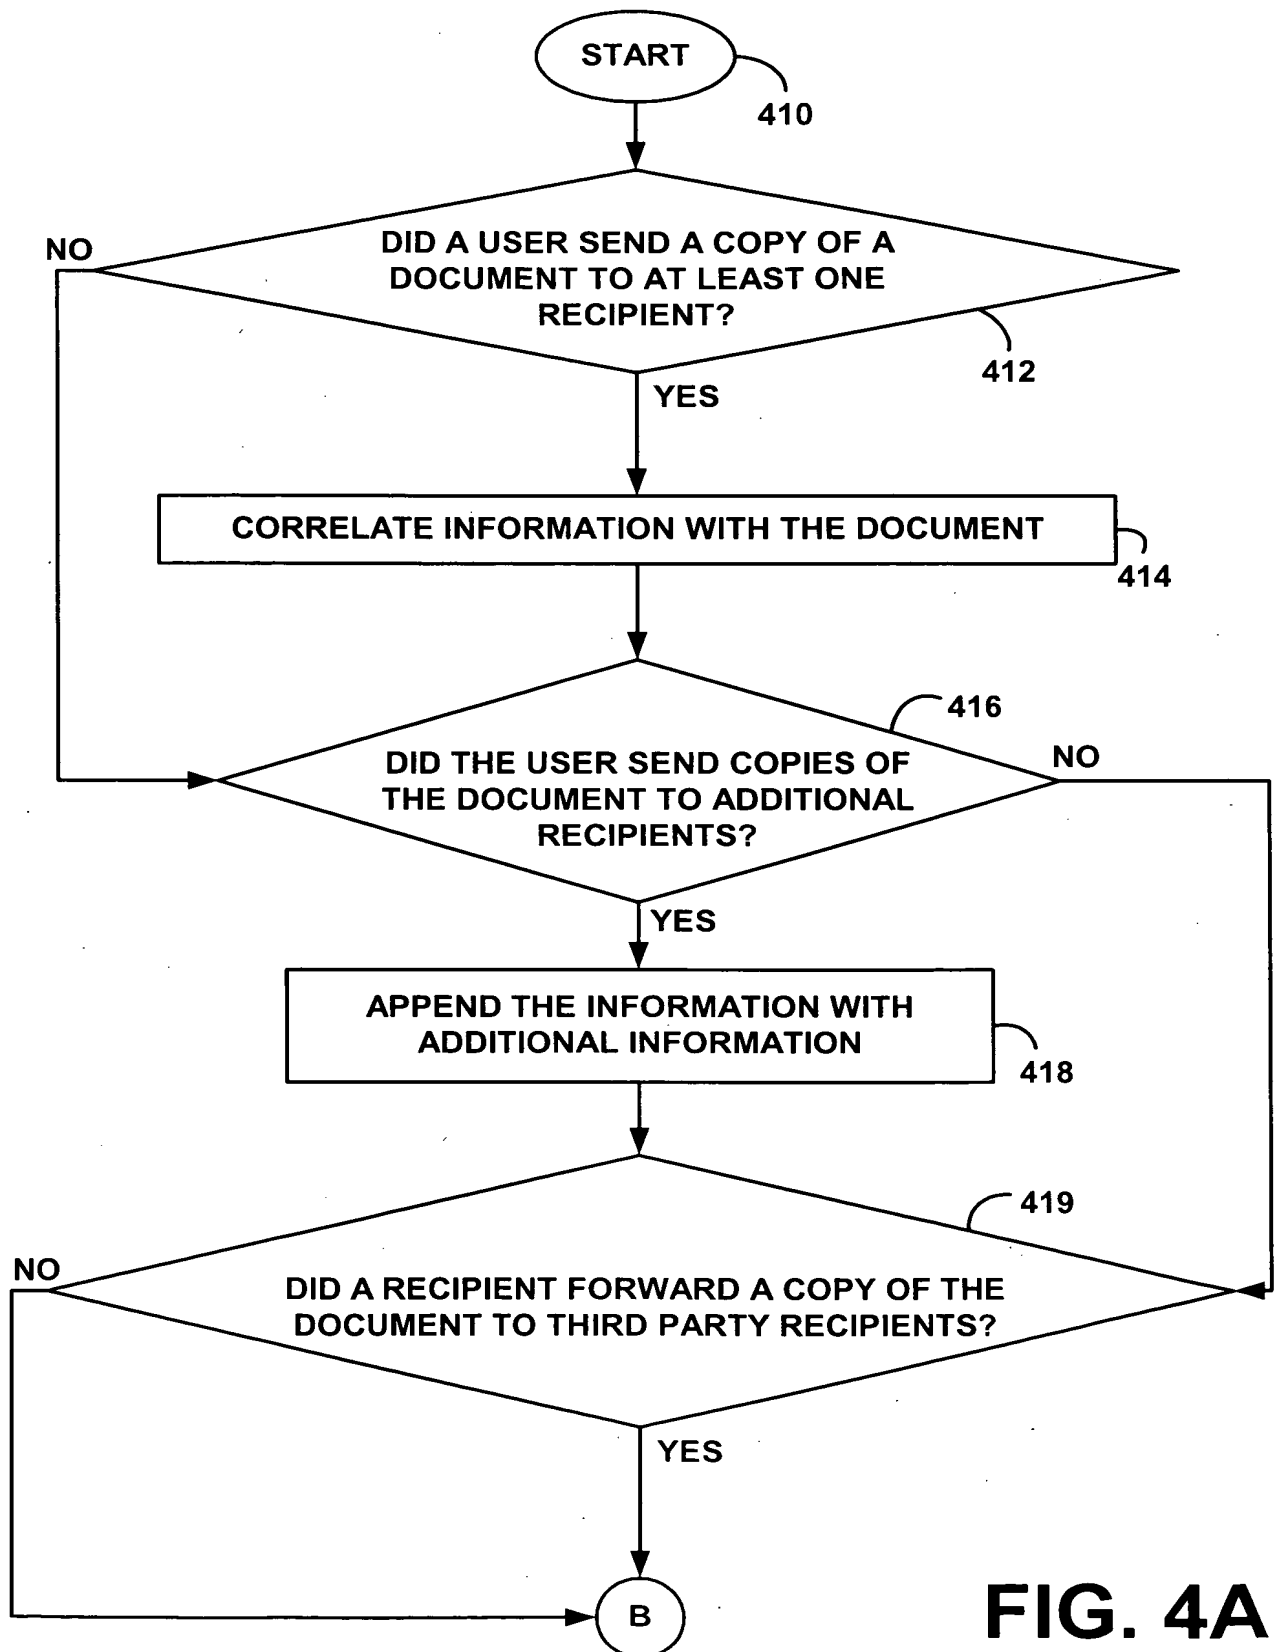 START
410
NO
DID A USER SEND A COPY OF A
DOCUMENT TO AT LEAST ONE
RECIPIENT?
412
YES
CORRELATE INFORMATION WITH THE DOCUMENT
414
416
DID THE USER SEND COPIES OF
THE DOCUMENT TO ADDITIONAL
RECIPIENTS?
NO
YES
APPEND THE INFORMATION WITH
ADDITIONAL INFORMATION
418
419
NO
DID A RECIPIENT FORWARD A COPY OF THE
DOCUMENT TO THIRD PARTY RECIPIENTS?
YES
B
FIG. 4A